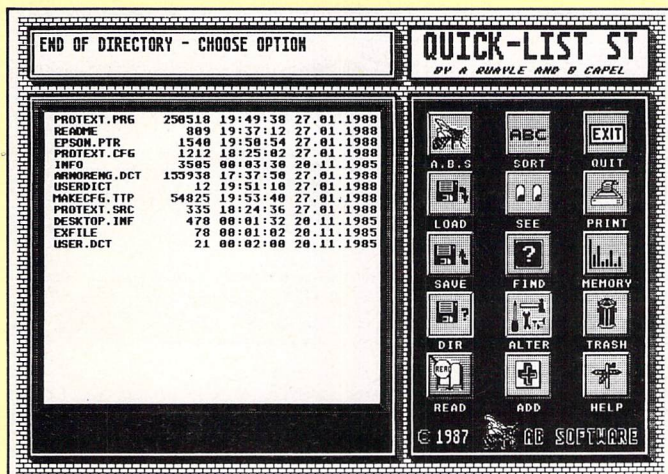 END OF DIRECTORY - CHOOSE OPTION
QUICK-LIST ST
BY A QUAYLE AND B CAPEL
PROTEXT.PRG 250518 19:49:38 27.01.1988
README 809 19:37:12 27.01.1988
EPSON.PTR 1540 19:50:54 27.01.1988
PROTEXT.CFG 1212 18:25:02 27.01.1988
INFO 3505 00:03:30 20.11.1985
ARNORENG.DCT 155938 17:37:50 27.01.1988
USERDICT 12 19:51:10 27.01.1988
MAKECFG.TTP 54825 19:53:40 27.01.1988
PROTEXT.SRC 335 18:24:36 27.01.1988
DESKTOP.INF 478 00:01:32 20.11.1985
EXFILE 78 00:01:02 20.11.1985
USER.DCT 21 00:02:00 20.11.1985
ABC
EXIT
A.B.S SORT QUIT
LOAD SEE PRINT
?
SAVE FIND MEMORY
?
DIR ALTER TRASH
READ
READ ADD HELP
© 1987 AB SOFTWARE